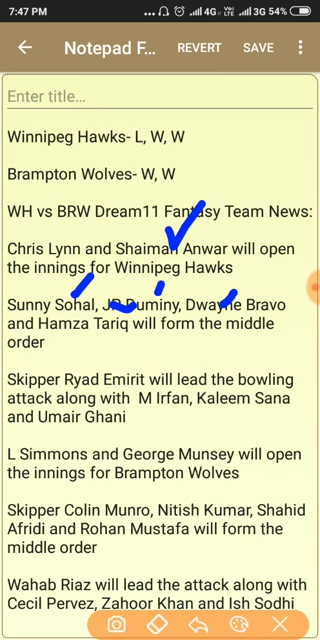 7:47 PM
... 4G VoLTE 3G 54%
Notepad F... REVERT SAVE
Enter title...
Winnipeg Hawks- L, W, W
Brampton Wolves- W, W
WH vs BRW Dream11 Fantasy Team News:
Chris Lynn and Shaiman Anwar will open
the innings for Winnipeg Hawks
Sunny Sohal, JP Duminy, Dwayne Bravo
and Hamza Tariq will form the middle
order
Skipper Ryad Emirit will lead the bowling
attack along with M Irfan, Kaleem Sana
and Umair Ghani
L Simmons and George Munsey will open
the innings for Brampton Wolves
Skipper Colin Munro, Nitish Kumar, Shahid
Afridi and Rohan Mustafa will form the
middle order
Wahab Riaz will lead the attack along with
Cecil Pervez, Zahoor Khan and Ish Sodhi